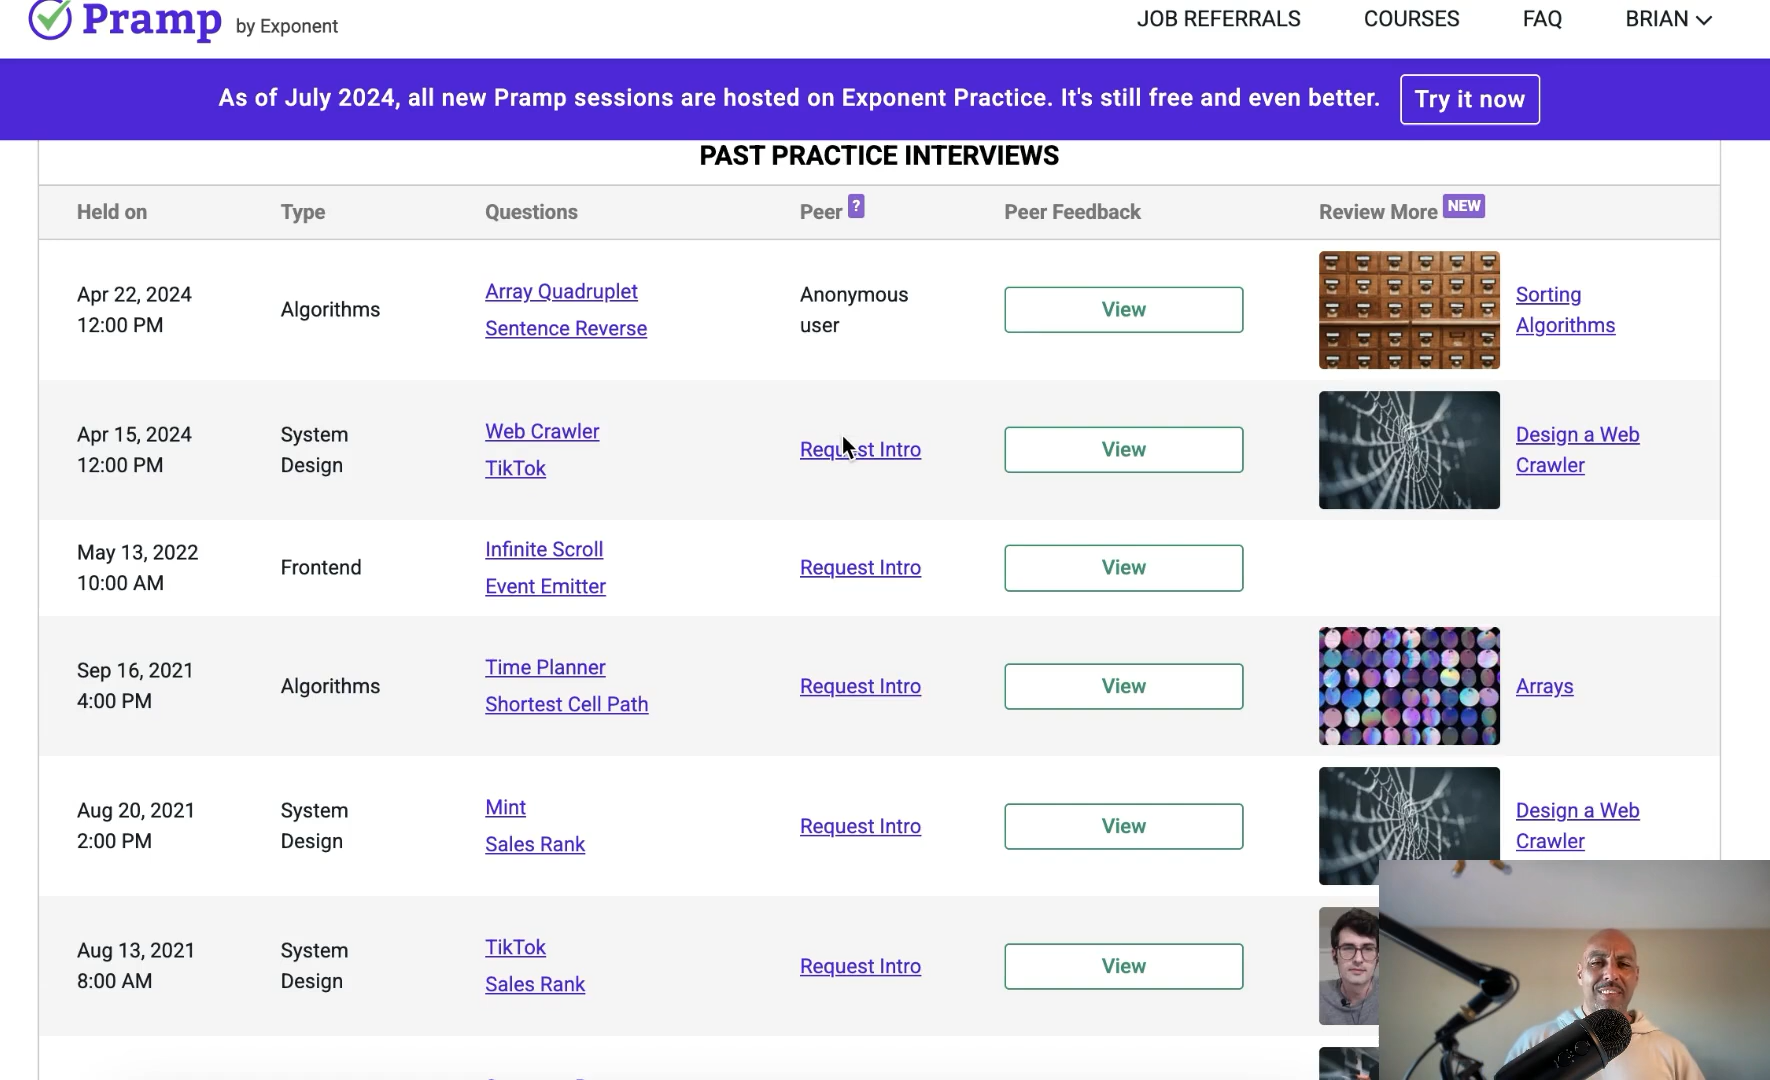 Pramp by Exponent
JOB REFERRALS COURSES FAQ BRIAN
As of July 2024, all new Pramp sessions are hosted on Exponent Practice. It's still free and even better. Try it now
PAST PRACTICE INTERVIEWS
Held on Type Questions Peer ? Peer Feedback Review More NEW
Apr 22, 2024
12:00 PM
Algorithms
Array Quadruplet
Sentence Reverse
Anonymous
user
View
Sorting
Algorithms
Apr 15, 2024
12:00 PM
System
Design
Web Crawler
TikTok
Request Intro
View
Design a Web
Crawler
May 13, 2022
10:00 AM
Frontend
Infinite Scroll
Event Emitter
Request Intro
View
Sep 16, 2021
4:00 PM
Algorithms
Time Planner
Shortest Cell Path
Request Intro
View
Arrays
Aug 20, 2021
2:00 PM
System
Design
Mint
Sales Rank
Request Intro
View
Design a Web
Crawler
Aug 13, 2021
8:00 AM
System
Design
TikTok
Sales Rank
Request Intro
View